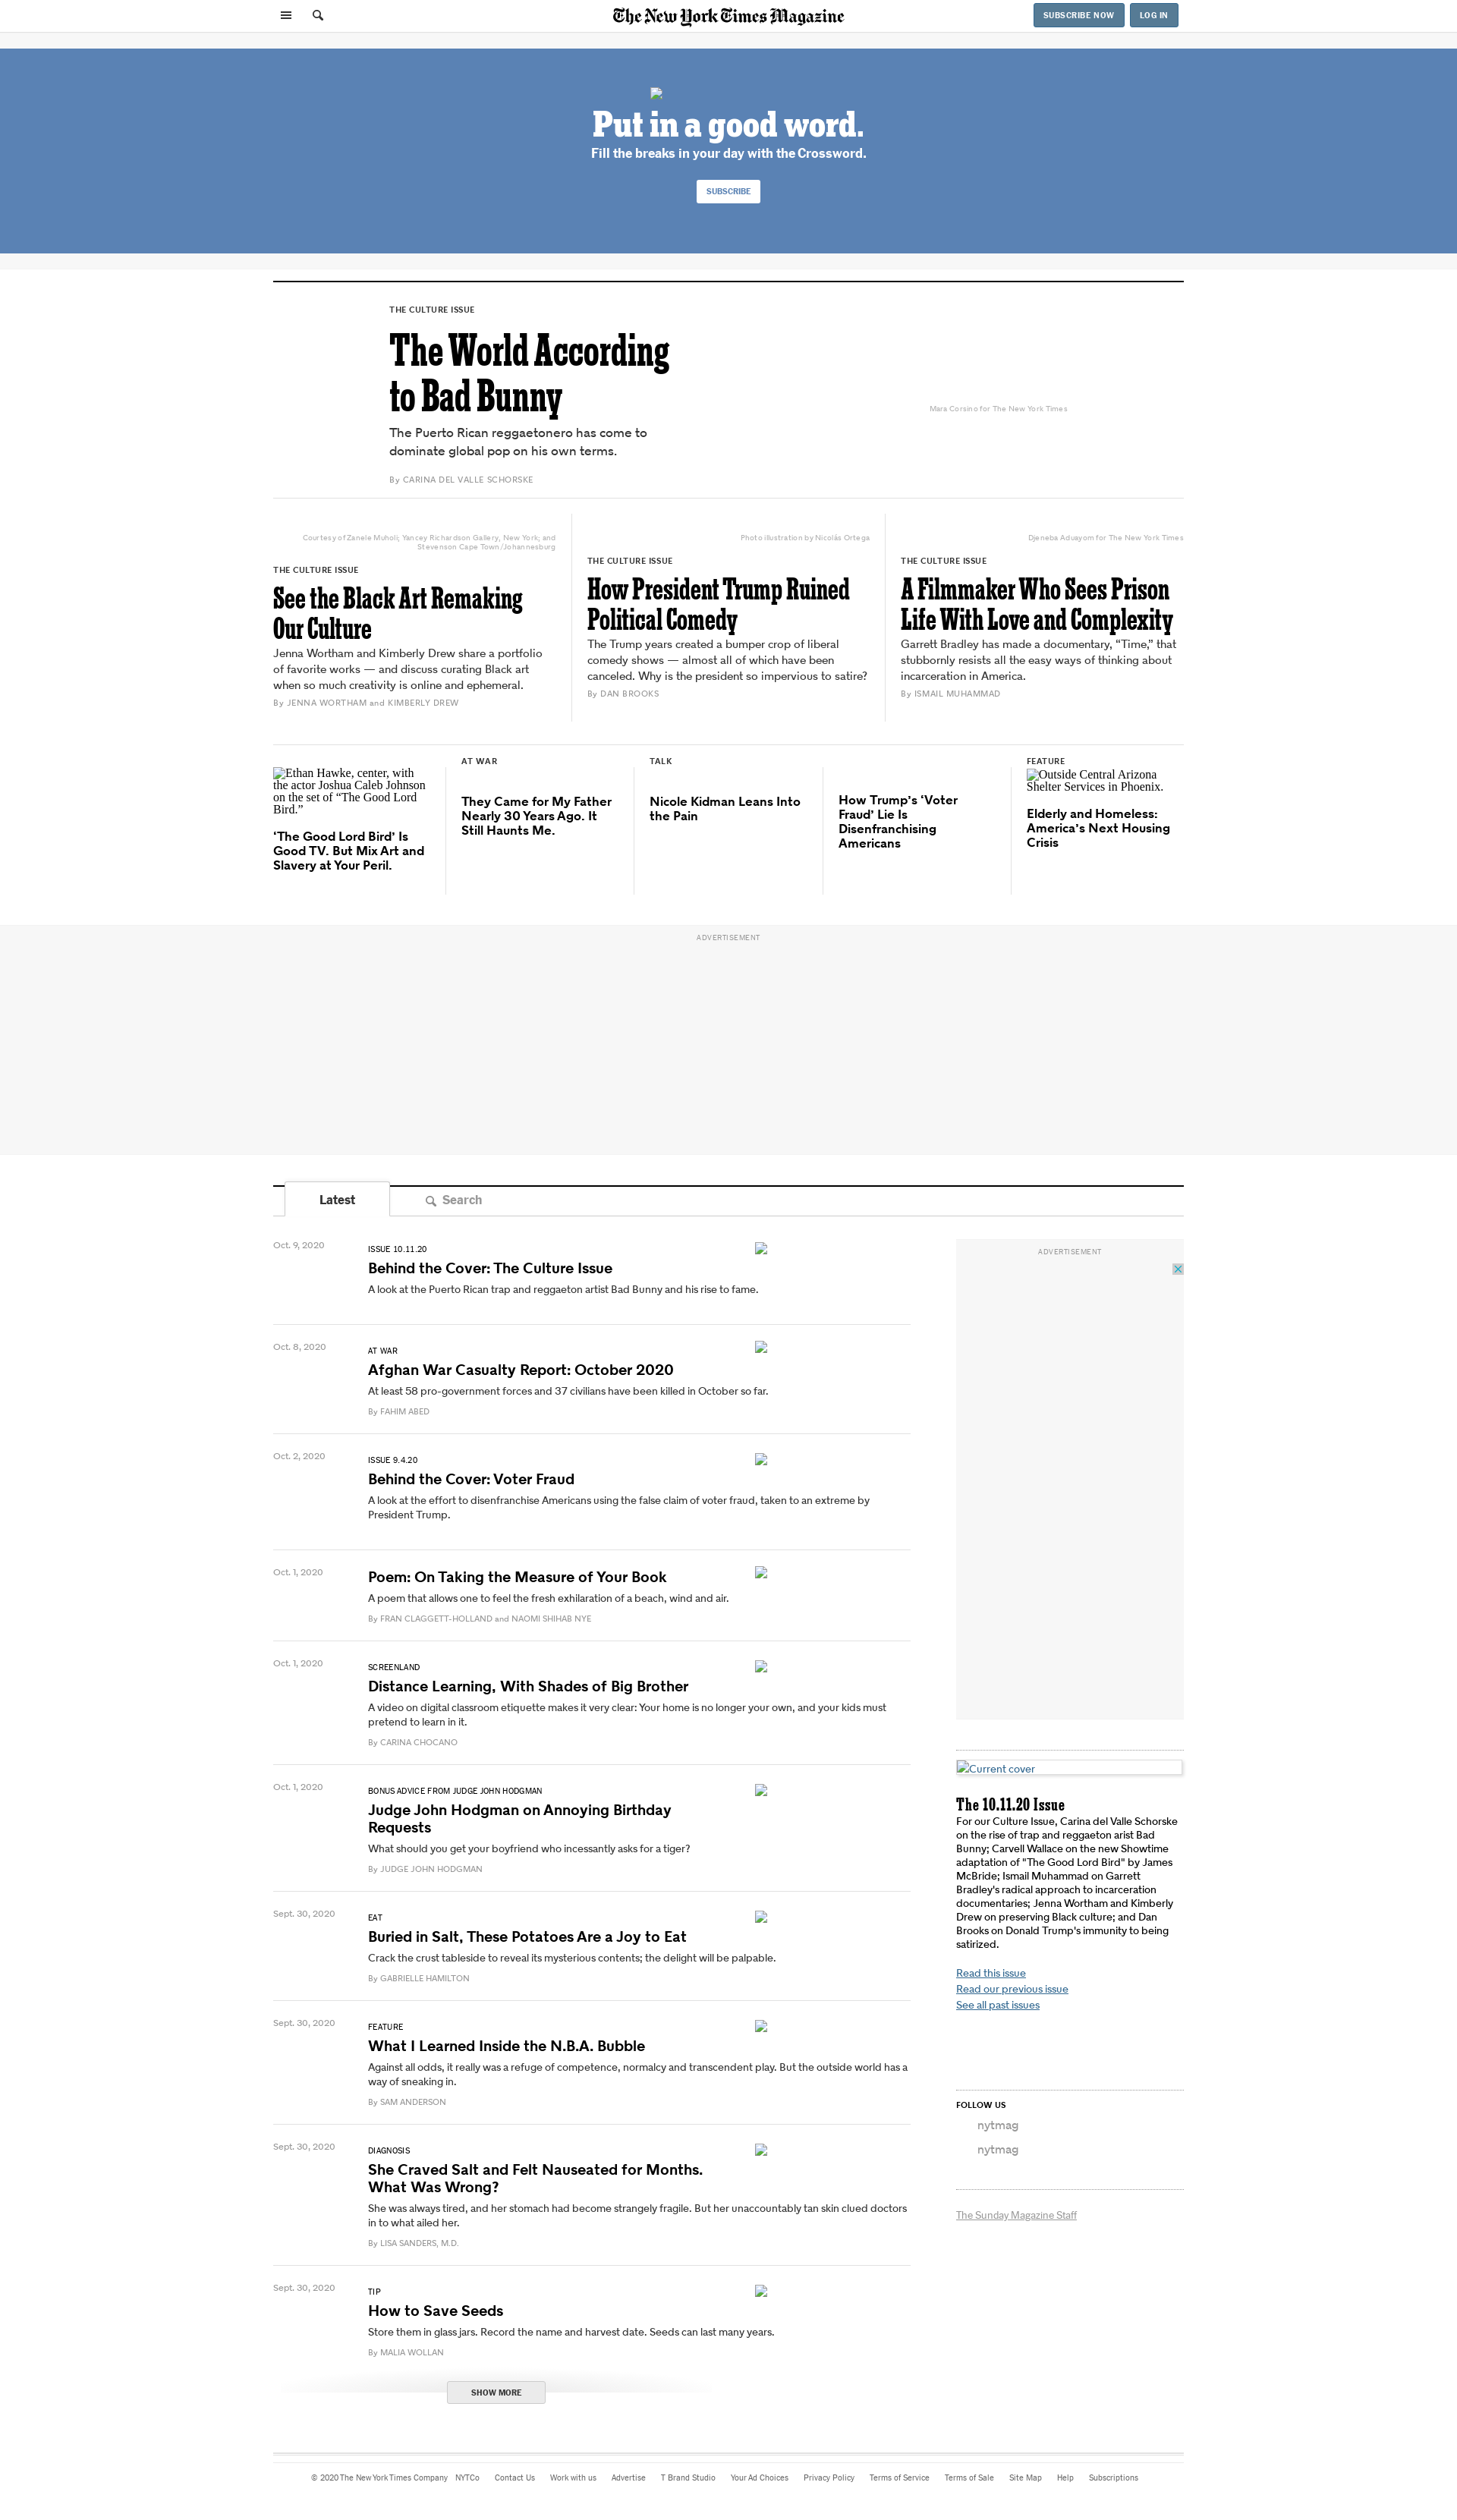 The New York Times Magazine
SUBSCRIBE NOW
LOG IN
Put in a good word.
Fill the breaks in your day with the Crossword.
SUBSCRIBE
THE CULTURE ISSUE
The World According
to Bad Bunny
The Puerto Rican reggaetonero has come to
dominate global pop on his own terms.
By CARINA DEL VALLE SCHORSKE
Mara Corsino for The New York Times
Courtesy of Zanele Muholi; Yancey Richardson Gallery, New York; and
Stevenson Cape Town/Johannesburg
THE CULTURE ISSUE
See the Black Art Remaking
Our Culture
Jenna Wortham and Kimberly Drew share a portfolio
of favorite works — and discuss curating Black art
when so much creativity is online and ephemeral.
By JENNA WORTHAM and KIMBERLY DREW
Photo illustration by Nicolás Ortega
THE CULTURE ISSUE
How President Trump Ruined
Political Comedy
The Trump years created a bumper crop of liberal
comedy shows — almost all of which have been
canceled. Why is the president so impervious to satire?
By DAN BROOKS
Djeneba Aduayom for The New York Times
THE CULTURE ISSUE
A Filmmaker Who Sees Prison
Life With Love and Complexity
Garrett Bradley has made a documentary, “Time,” that
stubbornly resists all the easy ways of thinking about
incarceration in America.
By ISMAIL MUHAMMAD
Ethan Hawke, center, with
the actor Joshua Caleb Johnson
on the set of “The Good Lord
Bird.”
‘The Good Lord Bird’ Is
Good TV. But Mix Art and
Slavery at Your Peril.
AT WAR
They Came for My Father
Nearly 30 Years Ago. It
Still Haunts Me.
TALK
Nicole Kidman Leans Into
the Pain
How Trump’s ‘Voter
Fraud’ Lie Is
Disenfranchising
Americans
FEATURE
Outside Central Arizona
Shelter Services in Phoenix.
Elderly and Homeless:
America’s Next Housing
Crisis
ADVERTISEMENT
Latest
Search
Oct. 9, 2020
ISSUE 10.11.20
Behind the Cover: The Culture Issue
A look at the Puerto Rican trap and reggaeton artist Bad Bunny and his rise to fame.
Oct. 8, 2020
AT WAR
Afghan War Casualty Report: October 2020
At least 58 pro-government forces and 37 civilians have been killed in October so far.
By FAHIM ABED
Oct. 2, 2020
ISSUE 9.4.20
Behind the Cover: Voter Fraud
A look at the effort to disenfranchise Americans using the false claim of voter fraud, taken to an extreme by
President Trump.
Oct. 1, 2020
Poem: On Taking the Measure of Your Book
A poem that allows one to feel the fresh exhilaration of a beach, wind and air.
By FRAN CLAGGETT-HOLLAND and NAOMI SHIHAB NYE
Oct. 1, 2020
SCREENLAND
Distance Learning, With Shades of Big Brother
A video on digital classroom etiquette makes it very clear: Your home is no longer your own, and your kids must
pretend to learn in it.
By CARINA CHOCANO
Oct. 1, 2020
BONUS ADVICE FROM JUDGE JOHN HODGMAN
Judge John Hodgman on Annoying Birthday
Requests
What should you get your boyfriend who incessantly asks for a tiger?
By JUDGE JOHN HODGMAN
Sept. 30, 2020
EAT
Buried in Salt, These Potatoes Are a Joy to Eat
Crack the crust tableside to reveal its mysterious contents; the delight will be palpable.
By GABRIELLE HAMILTON
Sept. 30, 2020
FEATURE
What I Learned Inside the N.B.A. Bubble
Against all odds, it really was a refuge of competence, normalcy and transcendent play. But the outside world has a
way of sneaking in.
By SAM ANDERSON
Sept. 30, 2020
DIAGNOSIS
She Craved Salt and Felt Nauseated for Months.
What Was Wrong?
She was always tired, and her stomach had become strangely fragile. But her unaccountably tan skin clued doctors
in to what ailed her.
By LISA SANDERS, M.D.
Sept. 30, 2020
TIP
How to Save Seeds
Store them in glass jars. Record the name and harvest date. Seeds can last many years.
By MALIA WOLLAN
SHOW MORE
ADVERTISEMENT
Current cover
The 10.11.20 Issue
For our Culture Issue, Carina del Valle Schorske
on the rise of trap and reggaeton arist Bad
Bunny; Carvell Wallace on the new Showtime
adaptation of "The Good Lord Bird" by James
McBride; Ismail Muhammad on Garrett
Bradley's radical approach to incarceration
documentaries; Jenna Wortham and Kimberly
Drew on preserving Black culture; and Dan
Brooks on Donald Trump's immunity to being
satirized.
Read this issue
Read our previous issue
See all past issues
FOLLOW US
nytmag
nytmag
The Sunday Magazine Staff
© 2020 The New York Times Company NYTCo Contact Us Work with us Advertise T Brand Studio Your Ad Choices Privacy Policy Terms of Service Terms of Sale Site Map Help Subscriptions